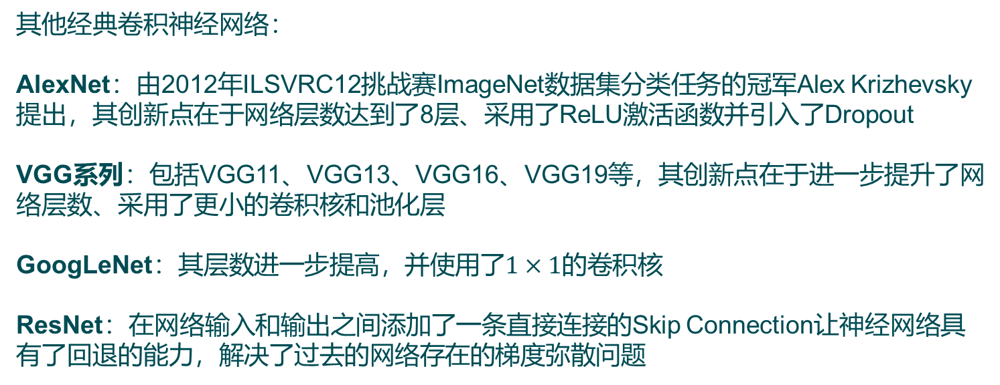 其他经典卷积神经网络：
AlexNet：由2012年ILSVRC12挑战赛ImageNet数据集分类任务的冠军Alex Krizhevsky
提出，其创新点在于网络层数达到了8层、采用了ReLU激活函数并引入了Dropout
VGG系列：包括VGG11、VGG13、VGG16、VGG19等，其创新点在于进一步提升了网
络层数、采用了更小的卷积核和池化层
GoogLeNet：其层数进一步提高，并使用了1 × 1的卷积核
ResNet：在网络输入和输出之间添加了一条直接连接的Skip Connection让神经网络具
有了回退的能力，解决了过去的网络存在的梯度弥散问题